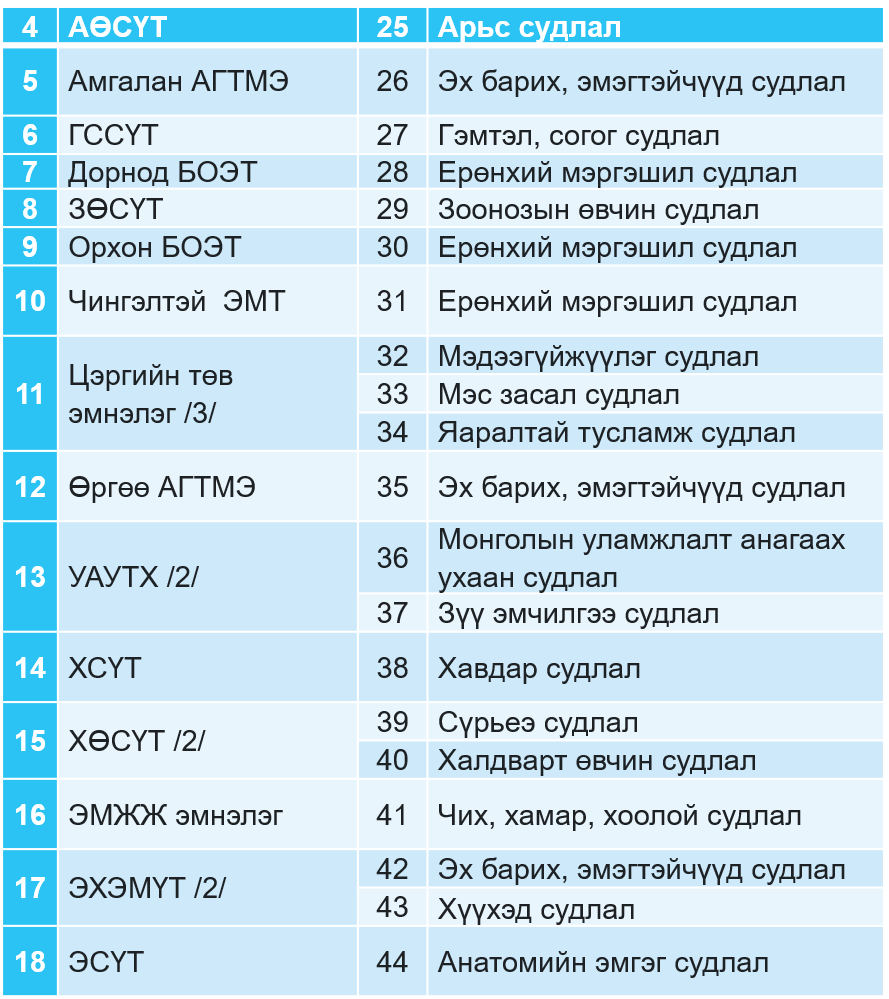 4 АӨСҮТ 25 Арьс судлал
5 Амгалан АГТМЭ 26 Эх барих, эмэгтэйчүүд судлал
6 ГССҮТ 27 Гэмтэл, согог судлал
7 Дорнод БОЭТ 28 Ерөнхий мэргэшил судлал
8 ЗӨСҮТ 29 Зоонозын өвчин судлал
9 Орхон БОЭТ 30 Ерөнхий мэргэшил судлал
10 Чингэлтэй ЭМТ 31 Ерөнхий мэргэшил судлал
11 Цэргийн төв
эмнэлэг /3/
32 Мэдээгүйжүүлэг судлал
33 Мэс засал судлал
34 Яаралтай тусламж судлал
12 Өргөө АГТМЭ 35 Эх барих, эмэгтэйчүүд судлал
13 УАУТХ /2/
36 Монголын уламжлалт анагаах
ухаан судлал
37 Зүү эмчилгээ судлал
14 ХСҮТ 38 Хавдар судлал
15 ХӨСҮТ /2/
39 Сүрьеэ судлал
40 Халдварт өвчин судлал
16 ЭМЖЖ эмнэлэг 41 Чих, хамар, хоолой судлал
17 ЭХЭМҮТ /2/
42 Эх барих, эмэгтэйчүүд судлал
43 Хүүхэд судлал
18 ЭСҮТ 44 Анатомийн эмгэг судлал